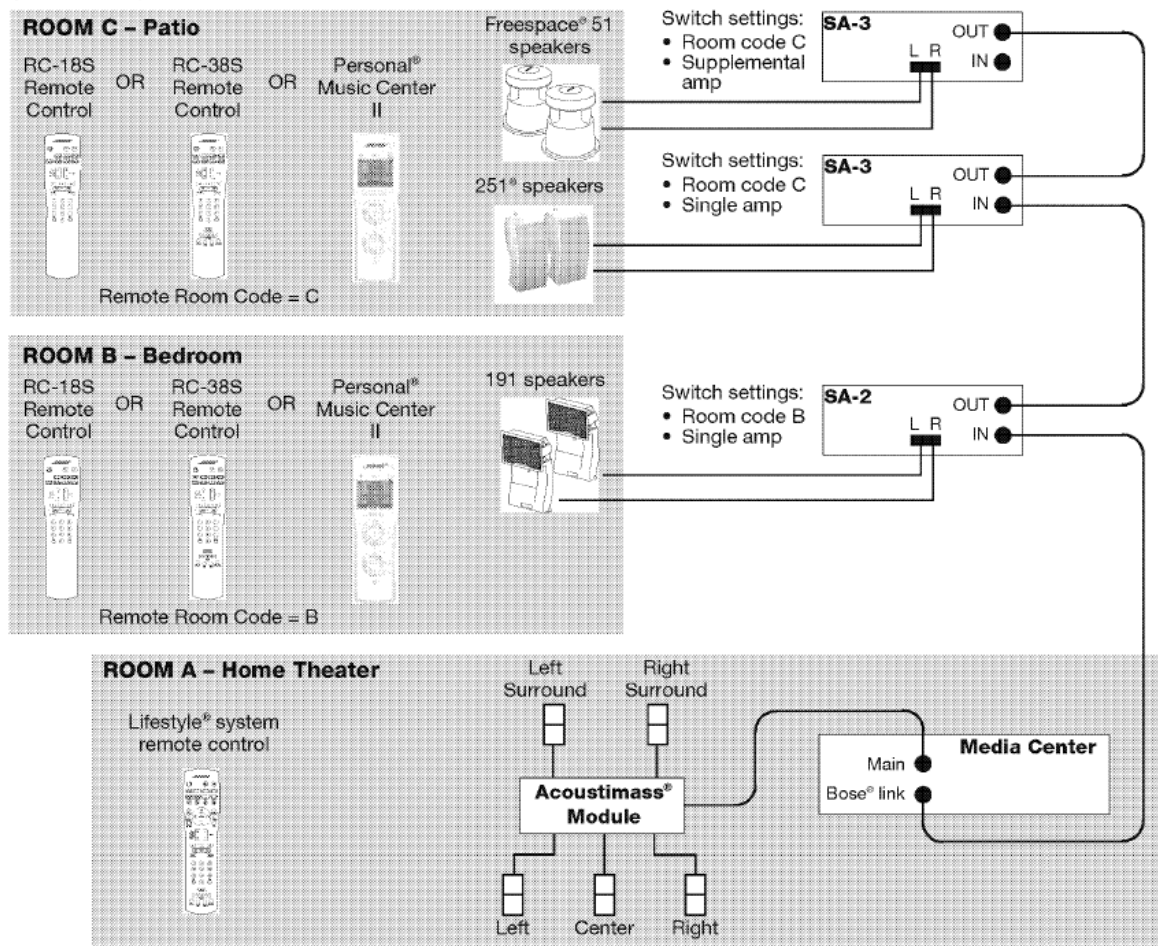 ROOM C – Patio
RC-18S
Remote
Control
OR
RC-38S
Remote
Control
OR
Personal®
Music Center
II
Remote Room Code = C
Freespace® 51
speakers
251® speakers
Switch settings:
• Room code C
• Supplemental
amp
SA-3
L R
OUT
IN
Switch settings:
• Room code C
• Single amp
SA-3
L R
OUT
IN
ROOM B – Bedroom
RC-18S
Remote
Control
OR
RC-38S
Remote
Control
OR
Personal®
Music Center
II
Remote Room Code = B
191 speakers
Switch settings:
• Room code B
• Single amp
SA-2
L R
OUT
IN
ROOM A – Home Theater
Lifestyle® system
remote control
Left
Surround
Right
Surround
Acoustimass®
Module
Left
Center
Right
Media Center
Main
Bose® link